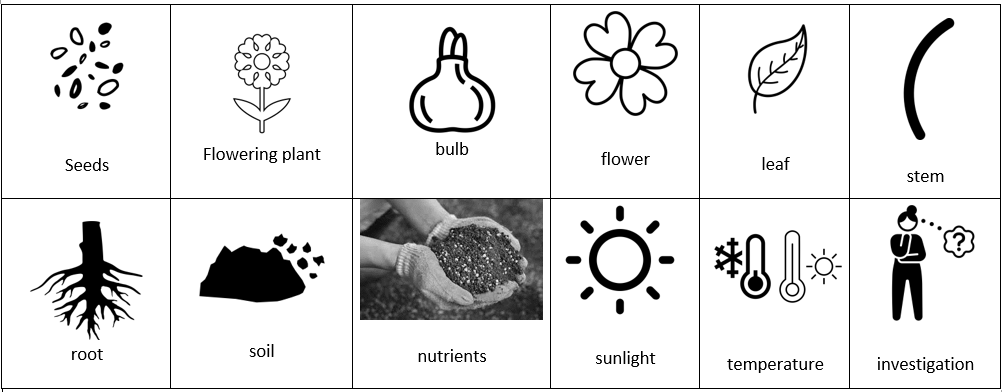 Seeds
Flowering plant
bulb
flower
leaf
stem
root
soil
nutrients
sunlight
temperature
investigation
?